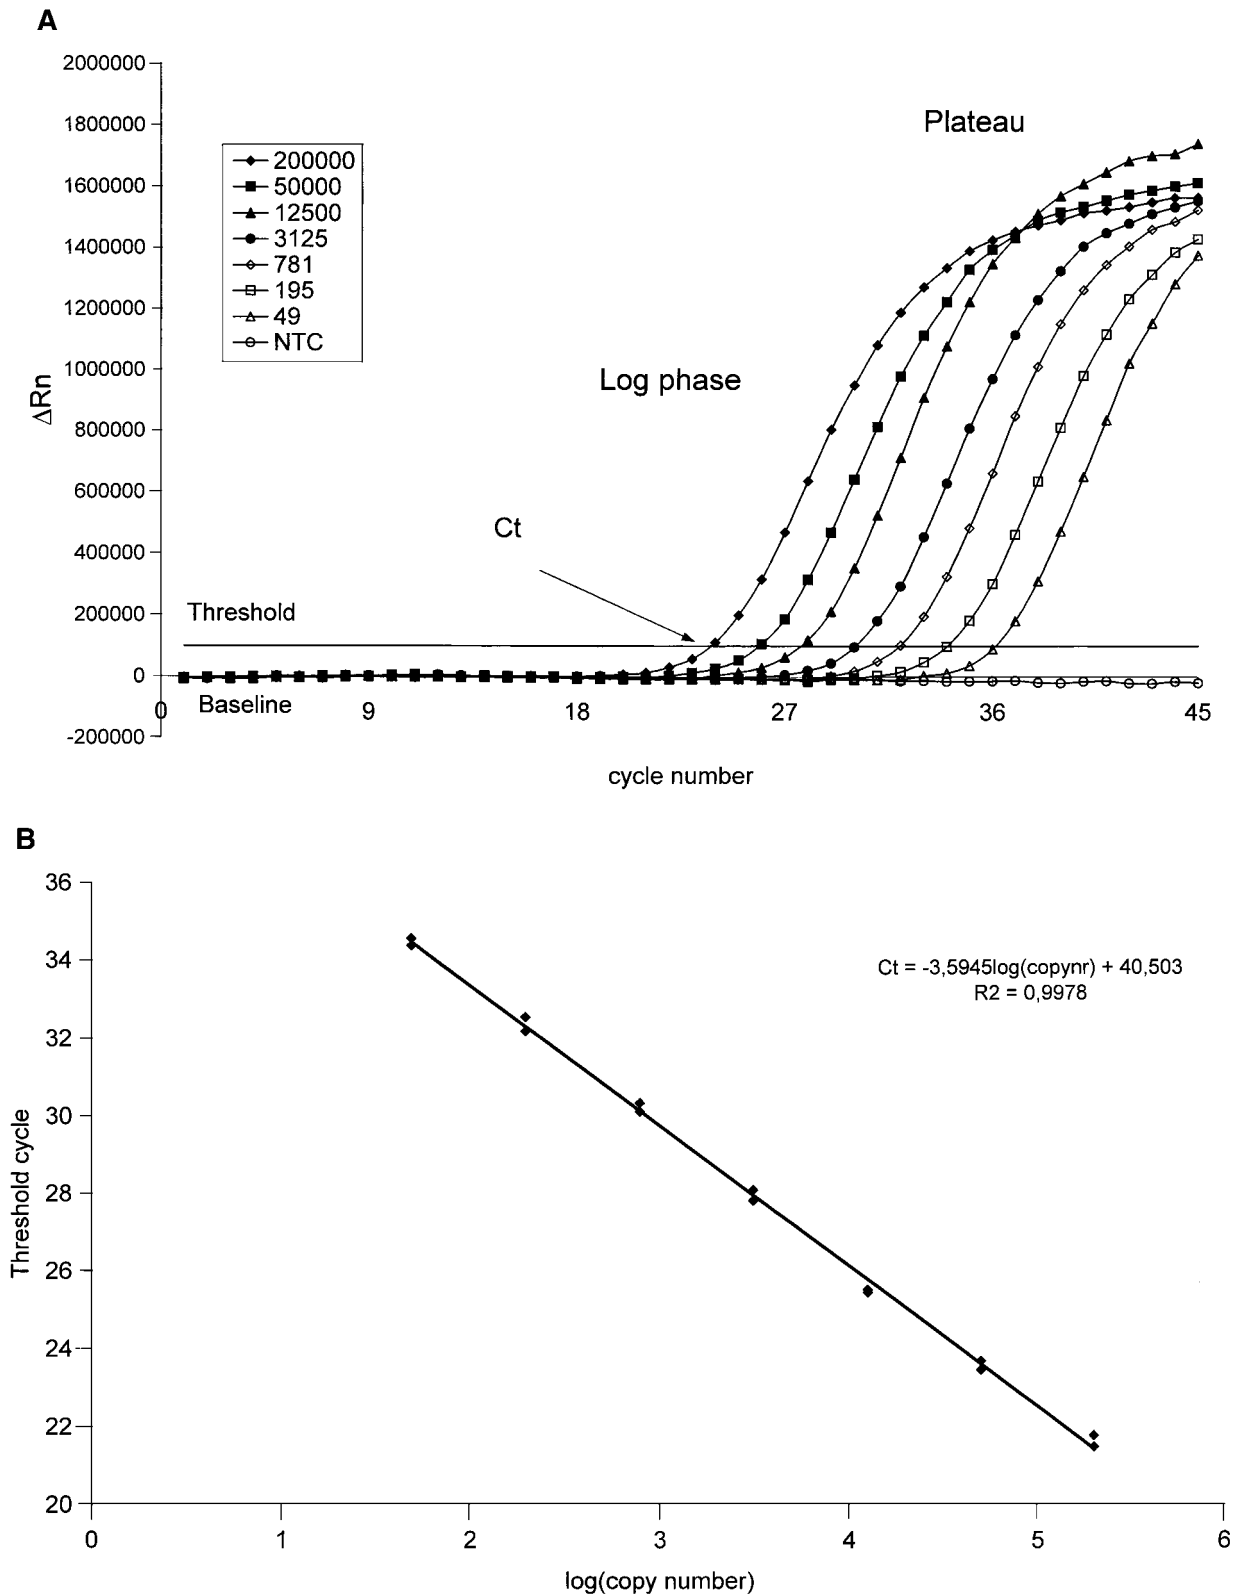 A
2000000
1800000
1600000
1400000
1200000
1000000
800000
600000
400000
200000
0
-200000
ΔRn
200000
50000
12500
3125
781
195
49
NTC
Plateau
Log phase
Ct
Threshold
Baseline
0 9 18 27 36 45
cycle number
B
36
34
32
30
28
26
24
22
20
Threshold cycle
Ct = -3,5945log(copynr) + 40,503
R2 = 0,9978
0 1 2 3 4 5 6
log(copy number)